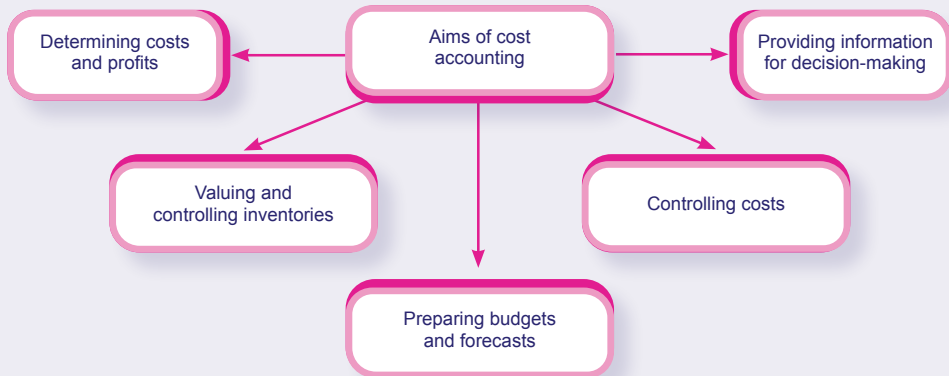 Determining costs
and profits
Aims of cost
accounting
Providing information
for decision-making
Valuing and
controlling inventories
Controlling costs
Preparing budgets
and forecasts